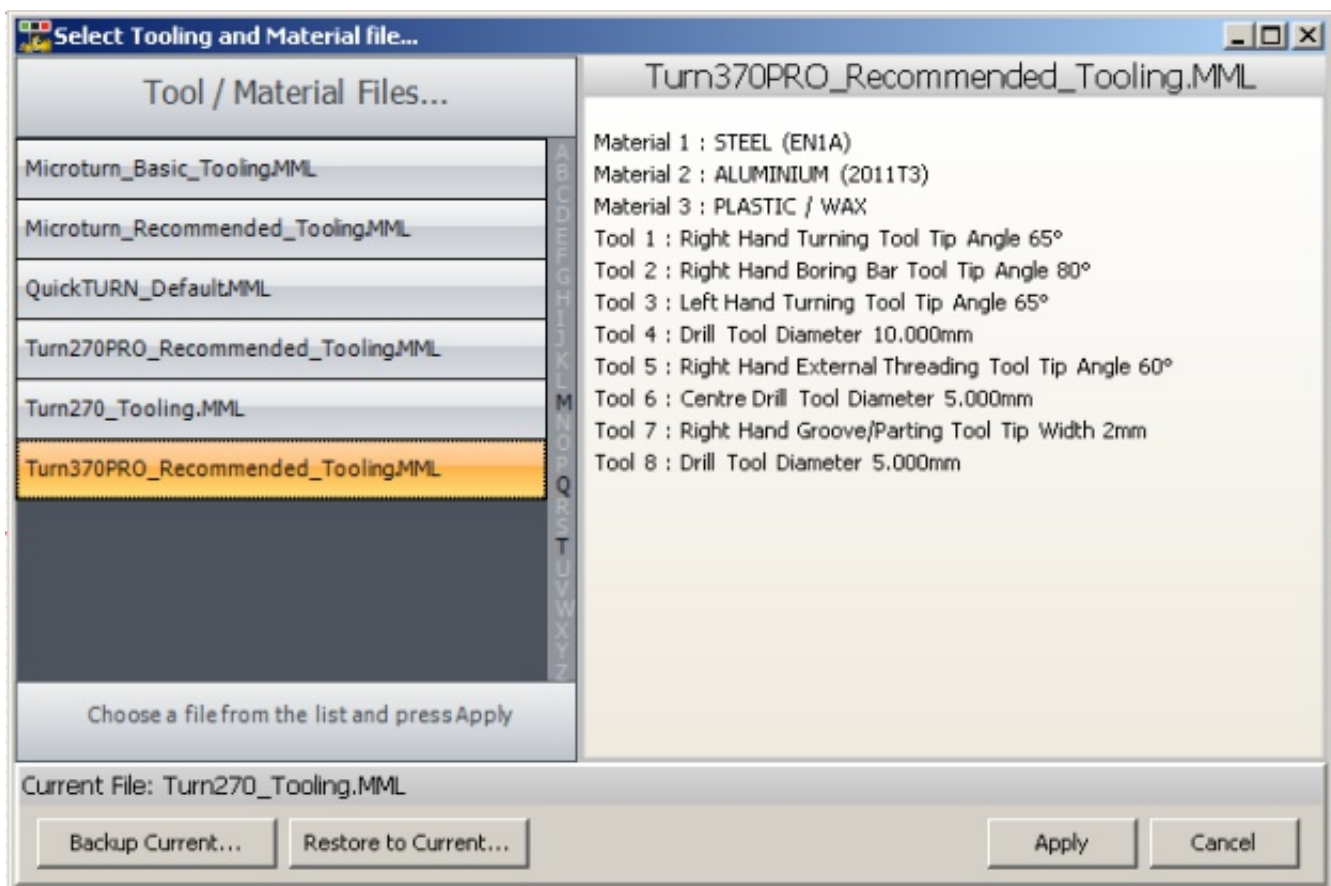 Select Tooling and Material file...
Tool / Material Files...
Microturn_Basic_Tooling.MML
Microturn_Recommended_Tooling.MML
QuickTURN_Default.MML
Turn270PRO_Recommended_Tooling.MML
Turn270_Tooling.MML
Turn370PRO_Recommended_Tooling.MML
A
B
C
D
E
F
G
H
I
J
K
L
M
N
O
P
Q
R
S
T
U
V
W
X
Y
Z
Choose a file from the list and press Apply
Turn370PRO_Recommended_Tooling.MML
Material 1 : STEEL (EN1A)
Material 2 : ALUMINIUM (2011T3)
Material 3 : PLASTIC / WAX
Tool 1 : Right Hand Turning Tool Tip Angle 65°
Tool 2 : Right Hand Boring Bar Tool Tip Angle 80°
Tool 3 : Left Hand Turning Tool Tip Angle 65°
Tool 4 : Drill Tool Diameter 10.000mm
Tool 5 : Right Hand External Threading Tool Tip Angle 60°
Tool 6 : Centre Drill Tool Diameter 5.000mm
Tool 7 : Right Hand Groove/Parting Tool Tip Width 2mm
Tool 8 : Drill Tool Diameter 5.000mm
Current File: Turn270_Tooling.MML
Backup Current... Restore to Current... Apply Cancel